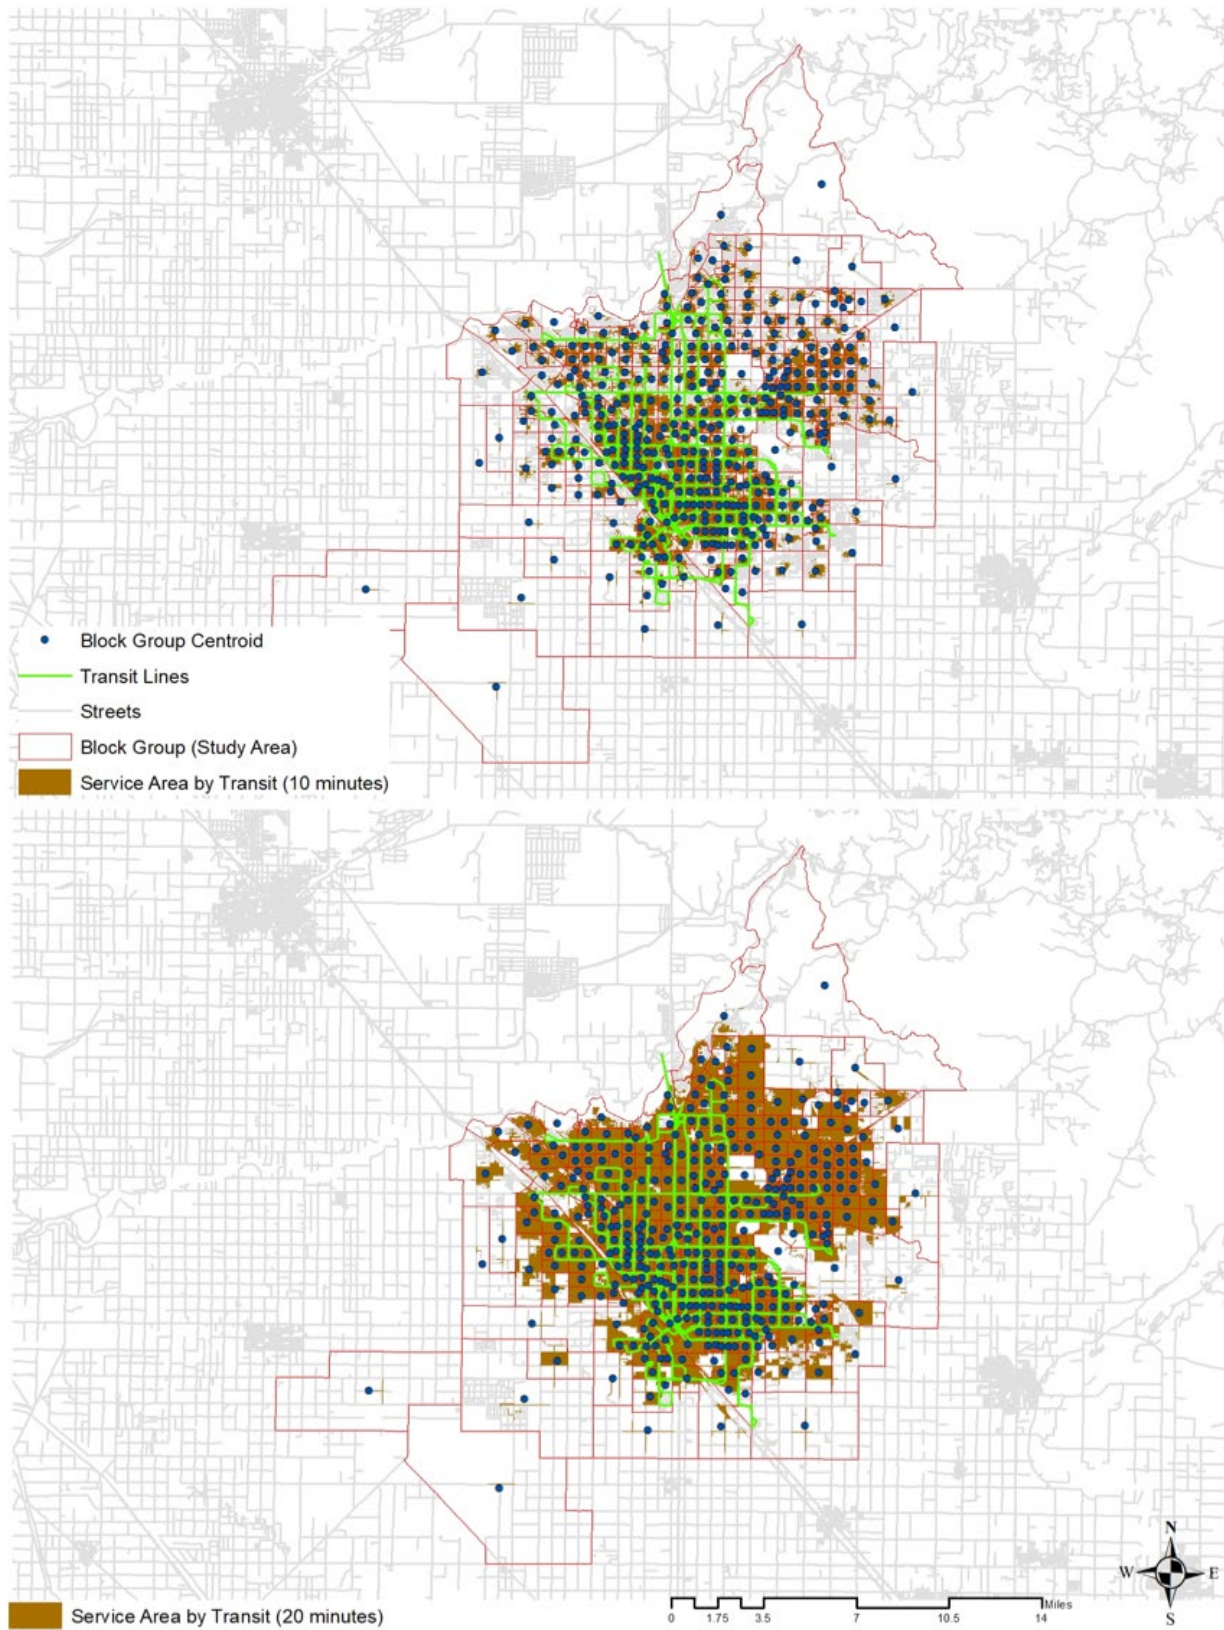 Block Group Centroid
Transit Lines
Streets
Block Group (Study Area)
Service Area by Transit (10 minutes)
N
W E
S
Service Area by Transit (20 minutes)
Miles
0 1.75 3.5 7 10.5 14